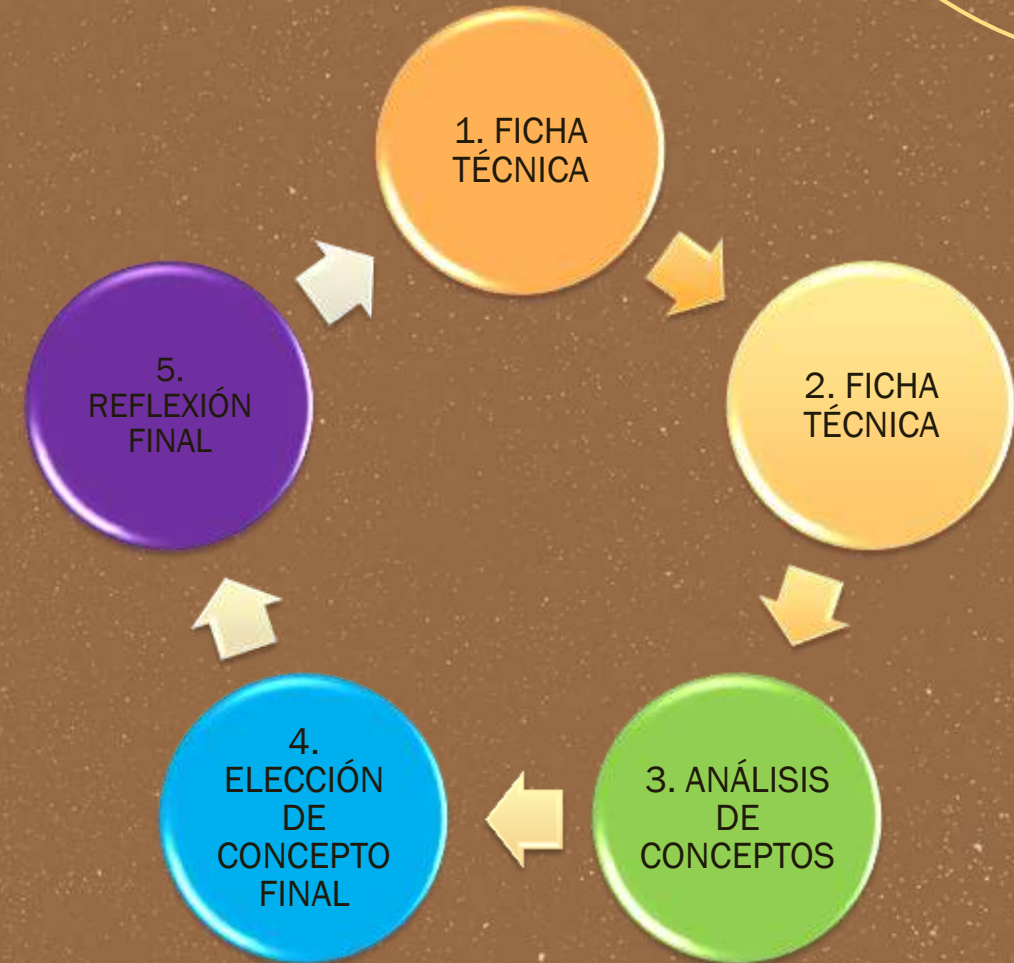 1. FICHA
TÉCNICA
2. FICHA
TÉCNICA
3. ANÁLISIS
DE
CONCEPTOS
4.
ELECCIÓN
DE
CONCEPTO
FINAL
5.
REFLEXIÓN
FINAL